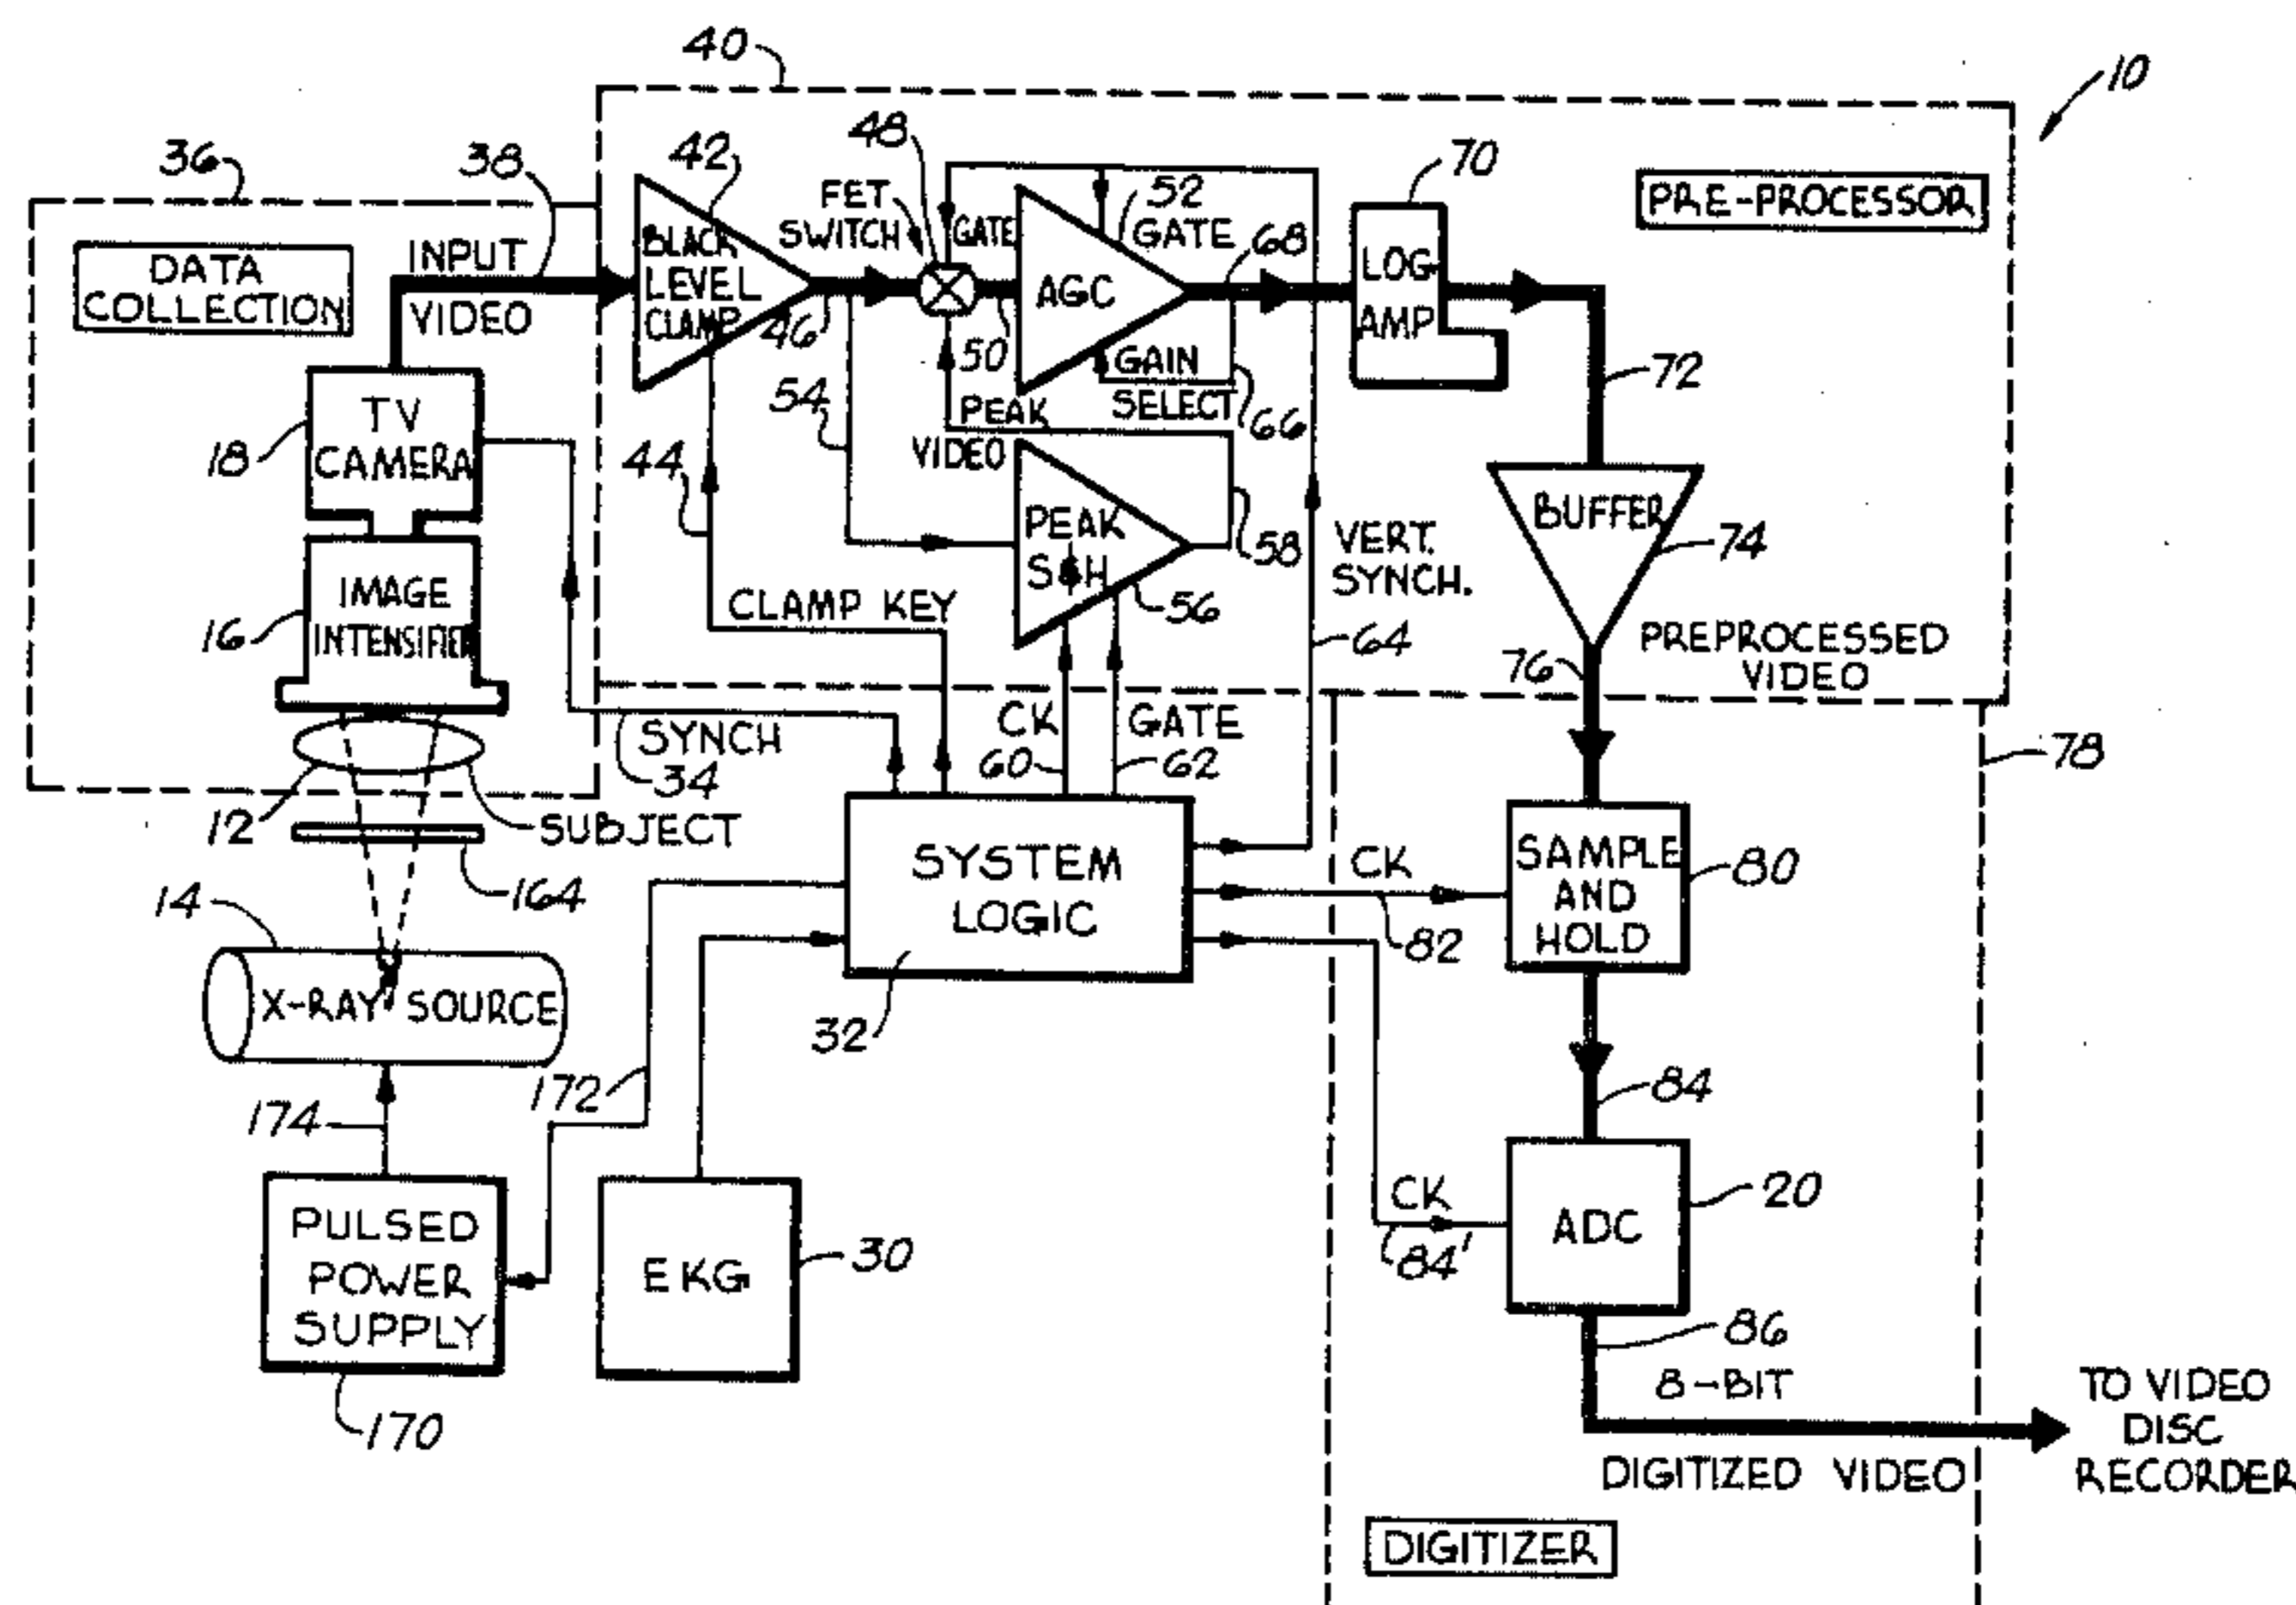 40
10
36
38
42
48
70
PRE-PROCESSOR
FET
SWITCH
GATE
52
GATE
68
DATA
COLLECTION
INPUT
VIDEO
BLACK
LEVEL
CLAMP
46
50
AGC
LOG
AMP
GAIN
SELECT
66
72
54
PEAK
VIDEO
18
TV
CAMERA
44
PEAK
S H
56
58
VERT.
SYNCH.
64
BUFFER
74
CLAMP KEY
16
IMAGE
INTENSIFIER
76
PREPROCESSED
VIDEO
SYNCH
34
CK
60
GATE
62
78
12
SUBJECT
164
14
X-RAY SOURCE
SYSTEM
LOGIC
32
CK
82
SAMPLE
AND
HOLD
80
172
174
84
PULSED
POWER
SUPPLY
170
EKG
30
CK
84'
ADC
20
86
8-BIT
DIGITIZED VIDEO
TO VIDEO
DISC
RECORDER
DIGITIZER